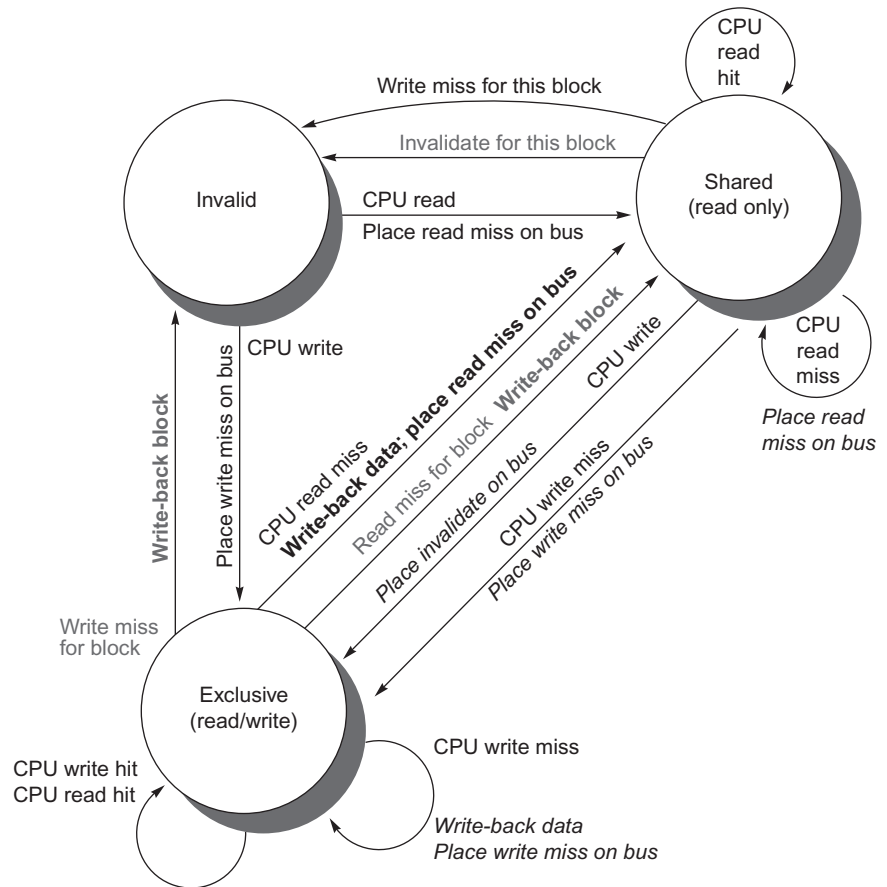 CPU
read
hit
Write miss for this block
Invalidate for this block
Invalid
Shared
(read only)
CPU read
Place read miss on bus
CPU write
Place write miss on bus
Write-back block
Write miss
for block
CPU read miss
Write-back data; place read miss on bus
Read miss for block Write-back block
CPU write
Place invalidate on bus
CPU write miss
Place write miss on bus
CPU
read
miss
Place read
miss on bus
Exclusive
(read/write)
CPU write hit
CPU read hit
CPU write miss
Write-back data
Place write miss on bus